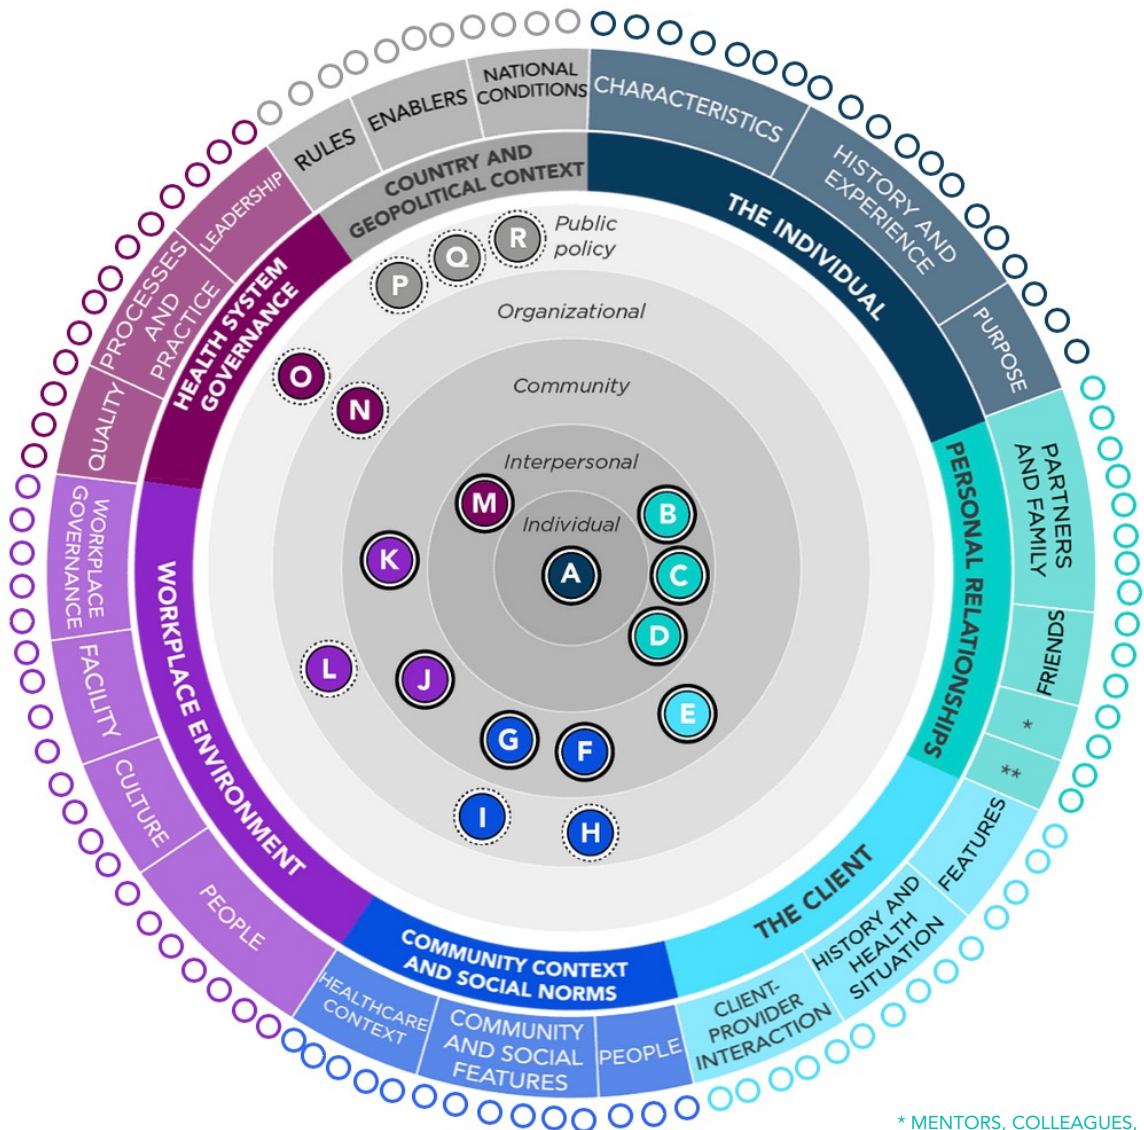 NATIONAL
CONDITIONS
ENABLERS
RULES
COUNTRY AND
GEOPOLITICAL CONTEXT
CHARACTERISTICS
HISTORY AND
EXPERIENCE
PURPOSE
THE INDIVIDUAL
PARTNERS
AND FAMILY
FRIENDS
*
**
PERSONAL RELATIONSHIPS
FEATURES
HISTORY AND
HEALTH
SITUATION
CLIENT-
PROVIDER
INTERACTION
THE CLIENT
PEOPLE
COMMUNITY
AND SOCIAL
FEATURES
HEALTHCARE
CONTEXT
COMMUNITY CONTEXT
AND SOCIAL NORMS
PEOPLE
CULTURE
FACILITY
WORKPLACE
GOVERNANCE
WORKPLACE ENVIRONMENT
QUALITY
PROCESSES
AND
PRACTICE
LEADERSHIP
HEALTH SYSTEM
GOVERNANCE
Public
policy
Organizational
Community
Interpersonal
Individual
R
Q
P
O
N
M
B
K
A
C
D
L
J
E
G
F
I
H
* MENTORS, COLLEAGUES,